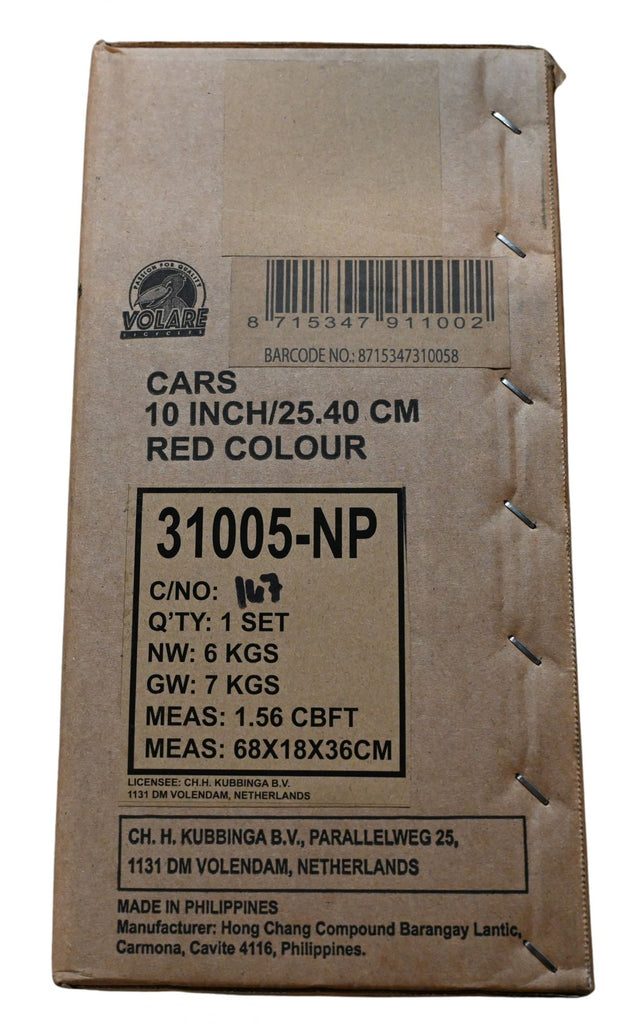 PASSION FOR QUALITY
VOLARE
BICYCLES
8 715347 911002
BARCODE NO.: 8715347310058
CARS
10 INCH/25.40 CM
RED COLOUR
31005-NP
C/NO: 167
Q'TY: 1 SET
NW: 6 KGS
GW: 7 KGS
MEAS: 1.56 CBFT
MEAS: 68X18X36CM
LICENSEE: CH.H. KUBBINGA B.V.
1131 DM VOLENDAM, NETHERLANDS
CH. H. KUBBINGA B.V., PARALLELWEG 25,
1131 DM VOLENDAM, NETHERLANDS
MADE IN PHILIPPINES
Manufacturer: Hong Chang Compound Barangay Lantic,
Carmona, Cavite 4116, Philippines.